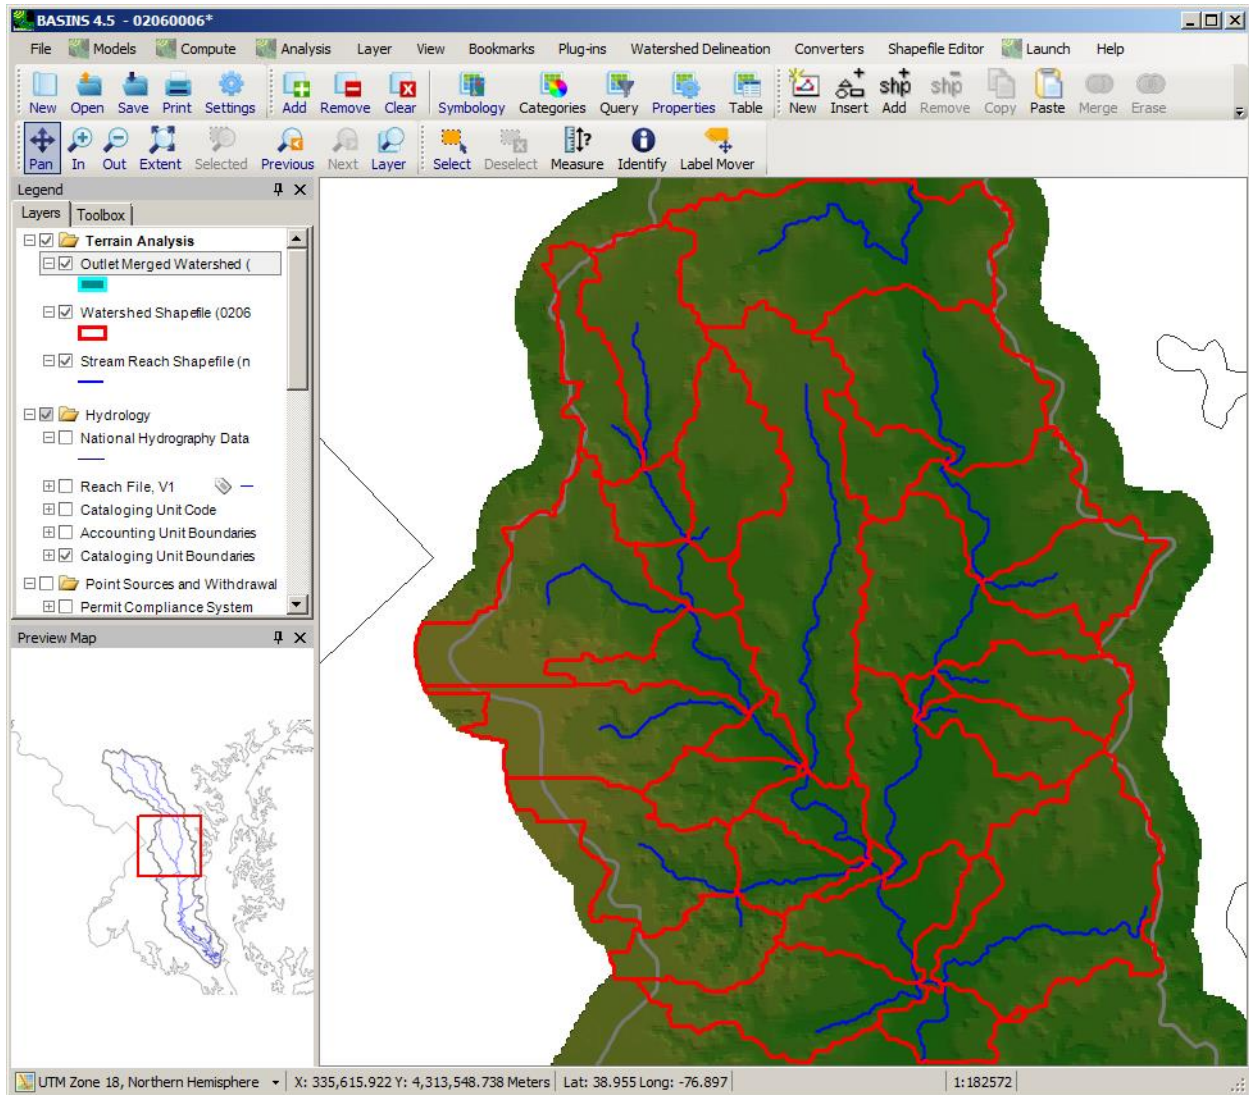 BASINS 4.5 - 02060006*
File Models Compute Analysis Layer View Bookmarks Plug-ins Watershed Delineation Converters Shapefile Editor Launch Help
New Open Save Print Settings Add Remove Clear Symbology Categories Query Properties Table New Insert Add Remove Copy Paste Merge Erase
Pan In Out Extent Selected Previous Next Layer Select Deselect Measure Identify Label Mover
Legend
Layers Toolbox
Terrain Analysis
Outlet Merged Watershed (
Watershed Shapefile (0206
Stream Reach Shapefile (n
Hydrology
National Hydrography Data
Reach File, V1
Cataloging Unit Code
Accounting Unit Boundaries
Cataloging Unit Boundaries
Point Sources and Withdrawal
Permit Compliance System
Preview Map
UTM Zone 18, Northern Hemisphere X: 335,615.922 Y: 4,313,548.738 Meters Lat: 38.955 Long: -76.897 1:182572